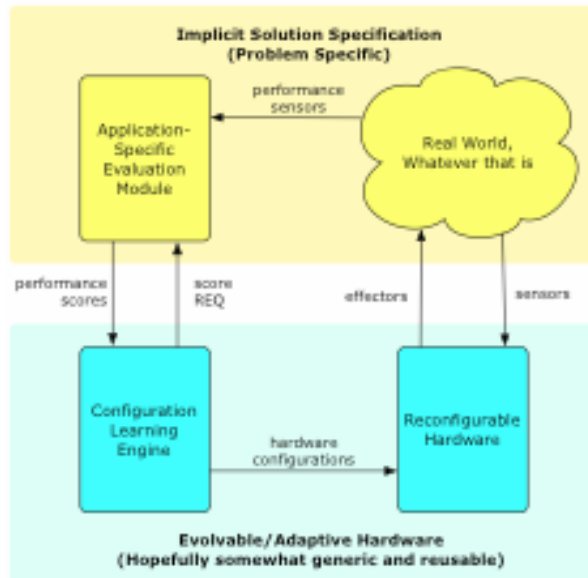 Implicit Solution Specification
(Problem Specific)
performance
sensors
Application-
Specific
Evaluation
Module
Real World,
Whatever that is
performance
scores
score
REQ
effectors
sensors
Configuration
Learning
Engine
hardware
configurations
Reconfigurable
Hardware
Evolvable/Adaptive Hardware
(Hopefully somewhat generic and reusable)